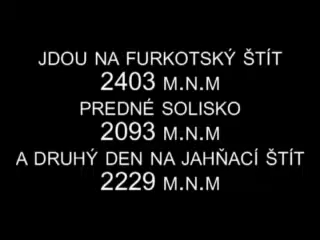 JDOU NA FURKOTSKÝ ŠTÍT
2403 M.N.M
PREDNÉ SOLISKO
2093 M.N.M
A DRUHÝ DEN NA JAHŇACÍ ŠTÍT
2229 M.N.M